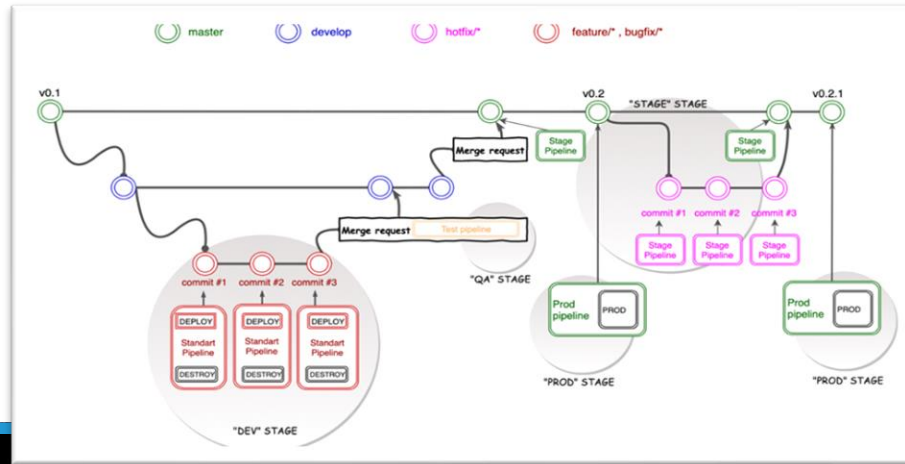 master
develop
hotfix/*
feature/* , bugfix/*
v0.1
v0.2
"STAGE" STAGE
v0.2.1
Merge request
Stage
Pipeline
Stage
Pipeline
Merge request
Test pipeline
"QA" STAGE
commit #1
commit #2
commit #3
Stage
Pipeline
Stage
Pipeline
Stage
Pipeline
commit #1
commit #2
commit #3
DEPLOY
Standart
Pipeline
DESTROY
DEPLOY
Standart
Pipeline
DESTROY
DEPLOY
Standart
Pipeline
DESTROY
"DEV" STAGE
Prod
pipeline
PROD
"PROD" STAGE
Prod
pipeline
PROD
"PROD" STAGE